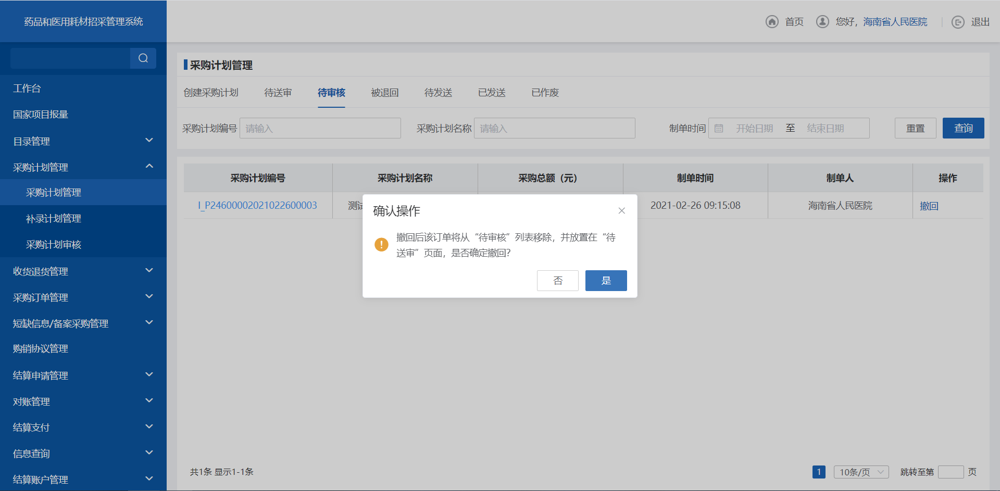 药品和医用耗材招采管理系统
首页
您好，海南省人民医院
退出
工作台
国家项目报量
目录管理
采购计划管理
采购计划管理
补录计划管理
采购计划审核
收货退货管理
采购订单管理
短缺信息/备案采购管理
购销协议管理
结算申请管理
对账管理
结算支付
信息查询
结算账户管理
采购计划管理
创建采购计划 待送审 待审核 被退回 待发送 已发送 已作废
采购计划编号 请输入 采购计划名称 请输入 制单时间 开始日期 至 结束日期 重置 查询
采购计划编号 采购计划名称 采购总额（元） 制单时间 制单人 操作
I_P24600002021022600003 测试 2021-02-26 09:15:08 海南省人民医院 撤回
确认操作
撤回后该订单将从“待审核”列表移除，并放置在“待
送审”页面，是否确定撤回?
否 是
共1条 显示1-1条 1 10条/页 跳转至第 页